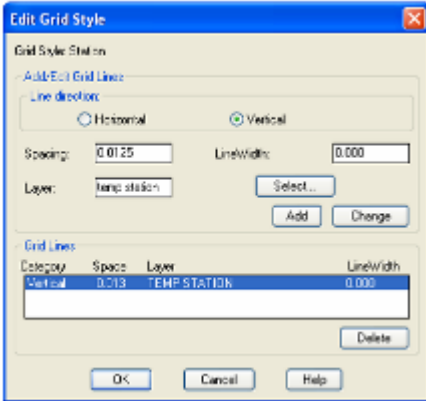 Edit Grid Style
Grid Style: Station
Add/Edit Grid Lines
Line direction:
Horizontal Vertical
Spacing: 0.0125 LineWidth: 0.000
Layer: temp station Select...
Add Change
Grid Lines
Category Space Layer LineWidth
Vertical 0.013 TEMP STATION 0.000
Delete
OK Cancel Help